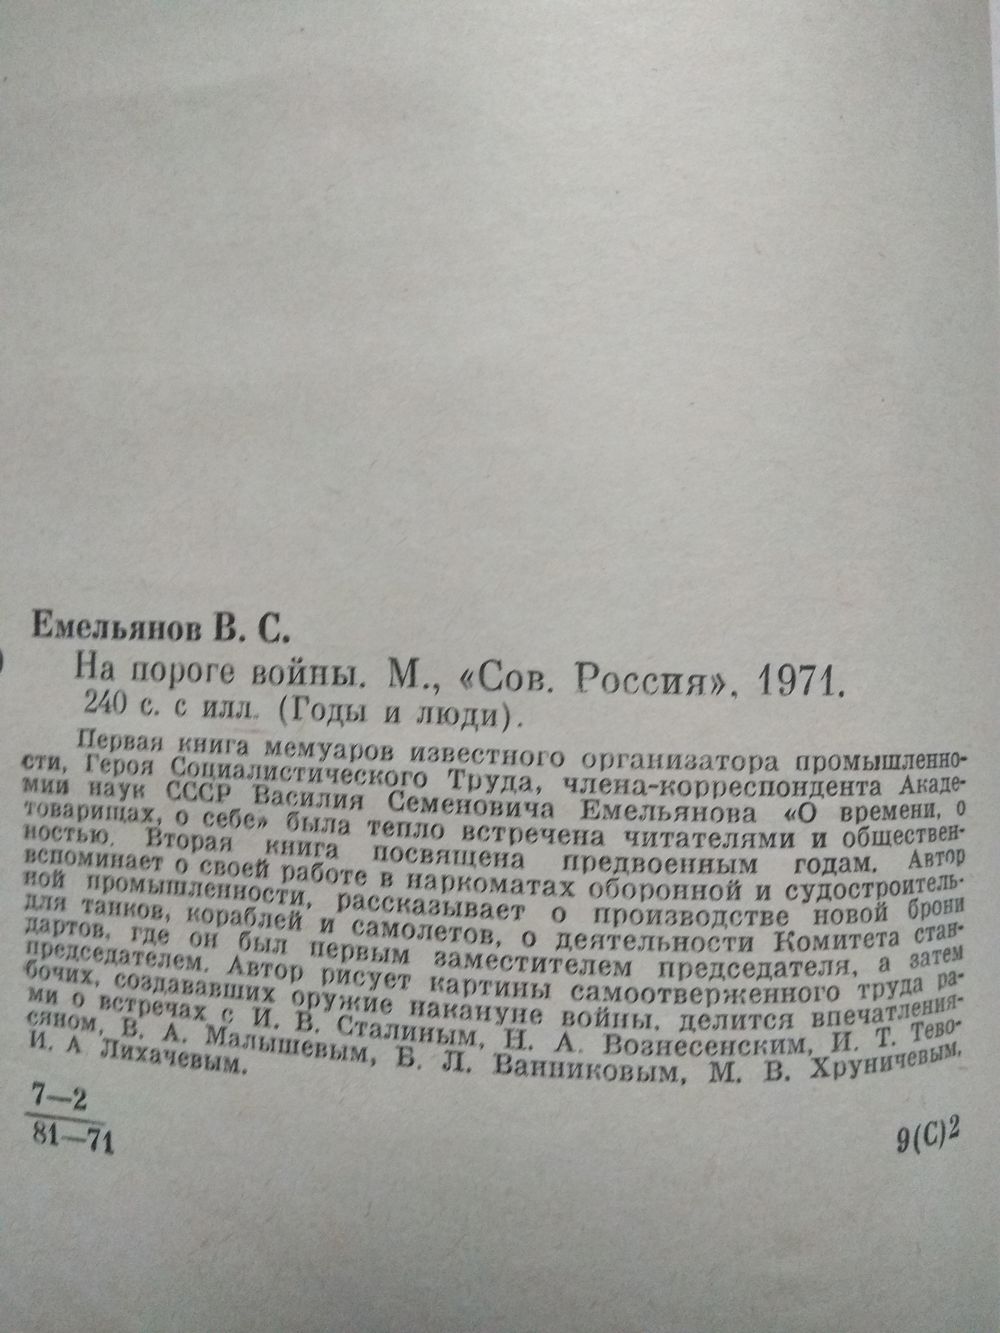 Емельянов В. С.
На пороге войны. М., «Сов. Россия», 1971.
240 с. с илл. (Годы и люди).
Первая книга мемуаров известного организатора промышленно-
сти, Героя Социалистического Труда, члена-корреспондента Акаде-
мии наук СССР Василия Семеновича Емельянова «О времени, о
товарищах, о себе» была тепло встречена читателями и обществен-
ностью. Вторая книга посвящена предвоенным годам. Автор
вспоминает о своей работе в наркоматах оборонной и судостроитель-
ной промышленности, рассказывает о производстве новой брони
для танков, кораблей и самолетов, о деятельности Комитета стан-
дартов, где он был первым заместителем председателя, а затем
председателем. Автор рисует картины самоотверженного труда ра-
бочих, создававших оружие накануне войны, делится впечатления-
ми о встречах с И. В. Сталиным, Н. А. Вознесенским, И. Т. Тево-
сяном, В. А. Малышевым, Б. Л. Ванниковым, М. В. Хруничевым,
И. А Лихачевым.
7—2
81—71
9(С)2